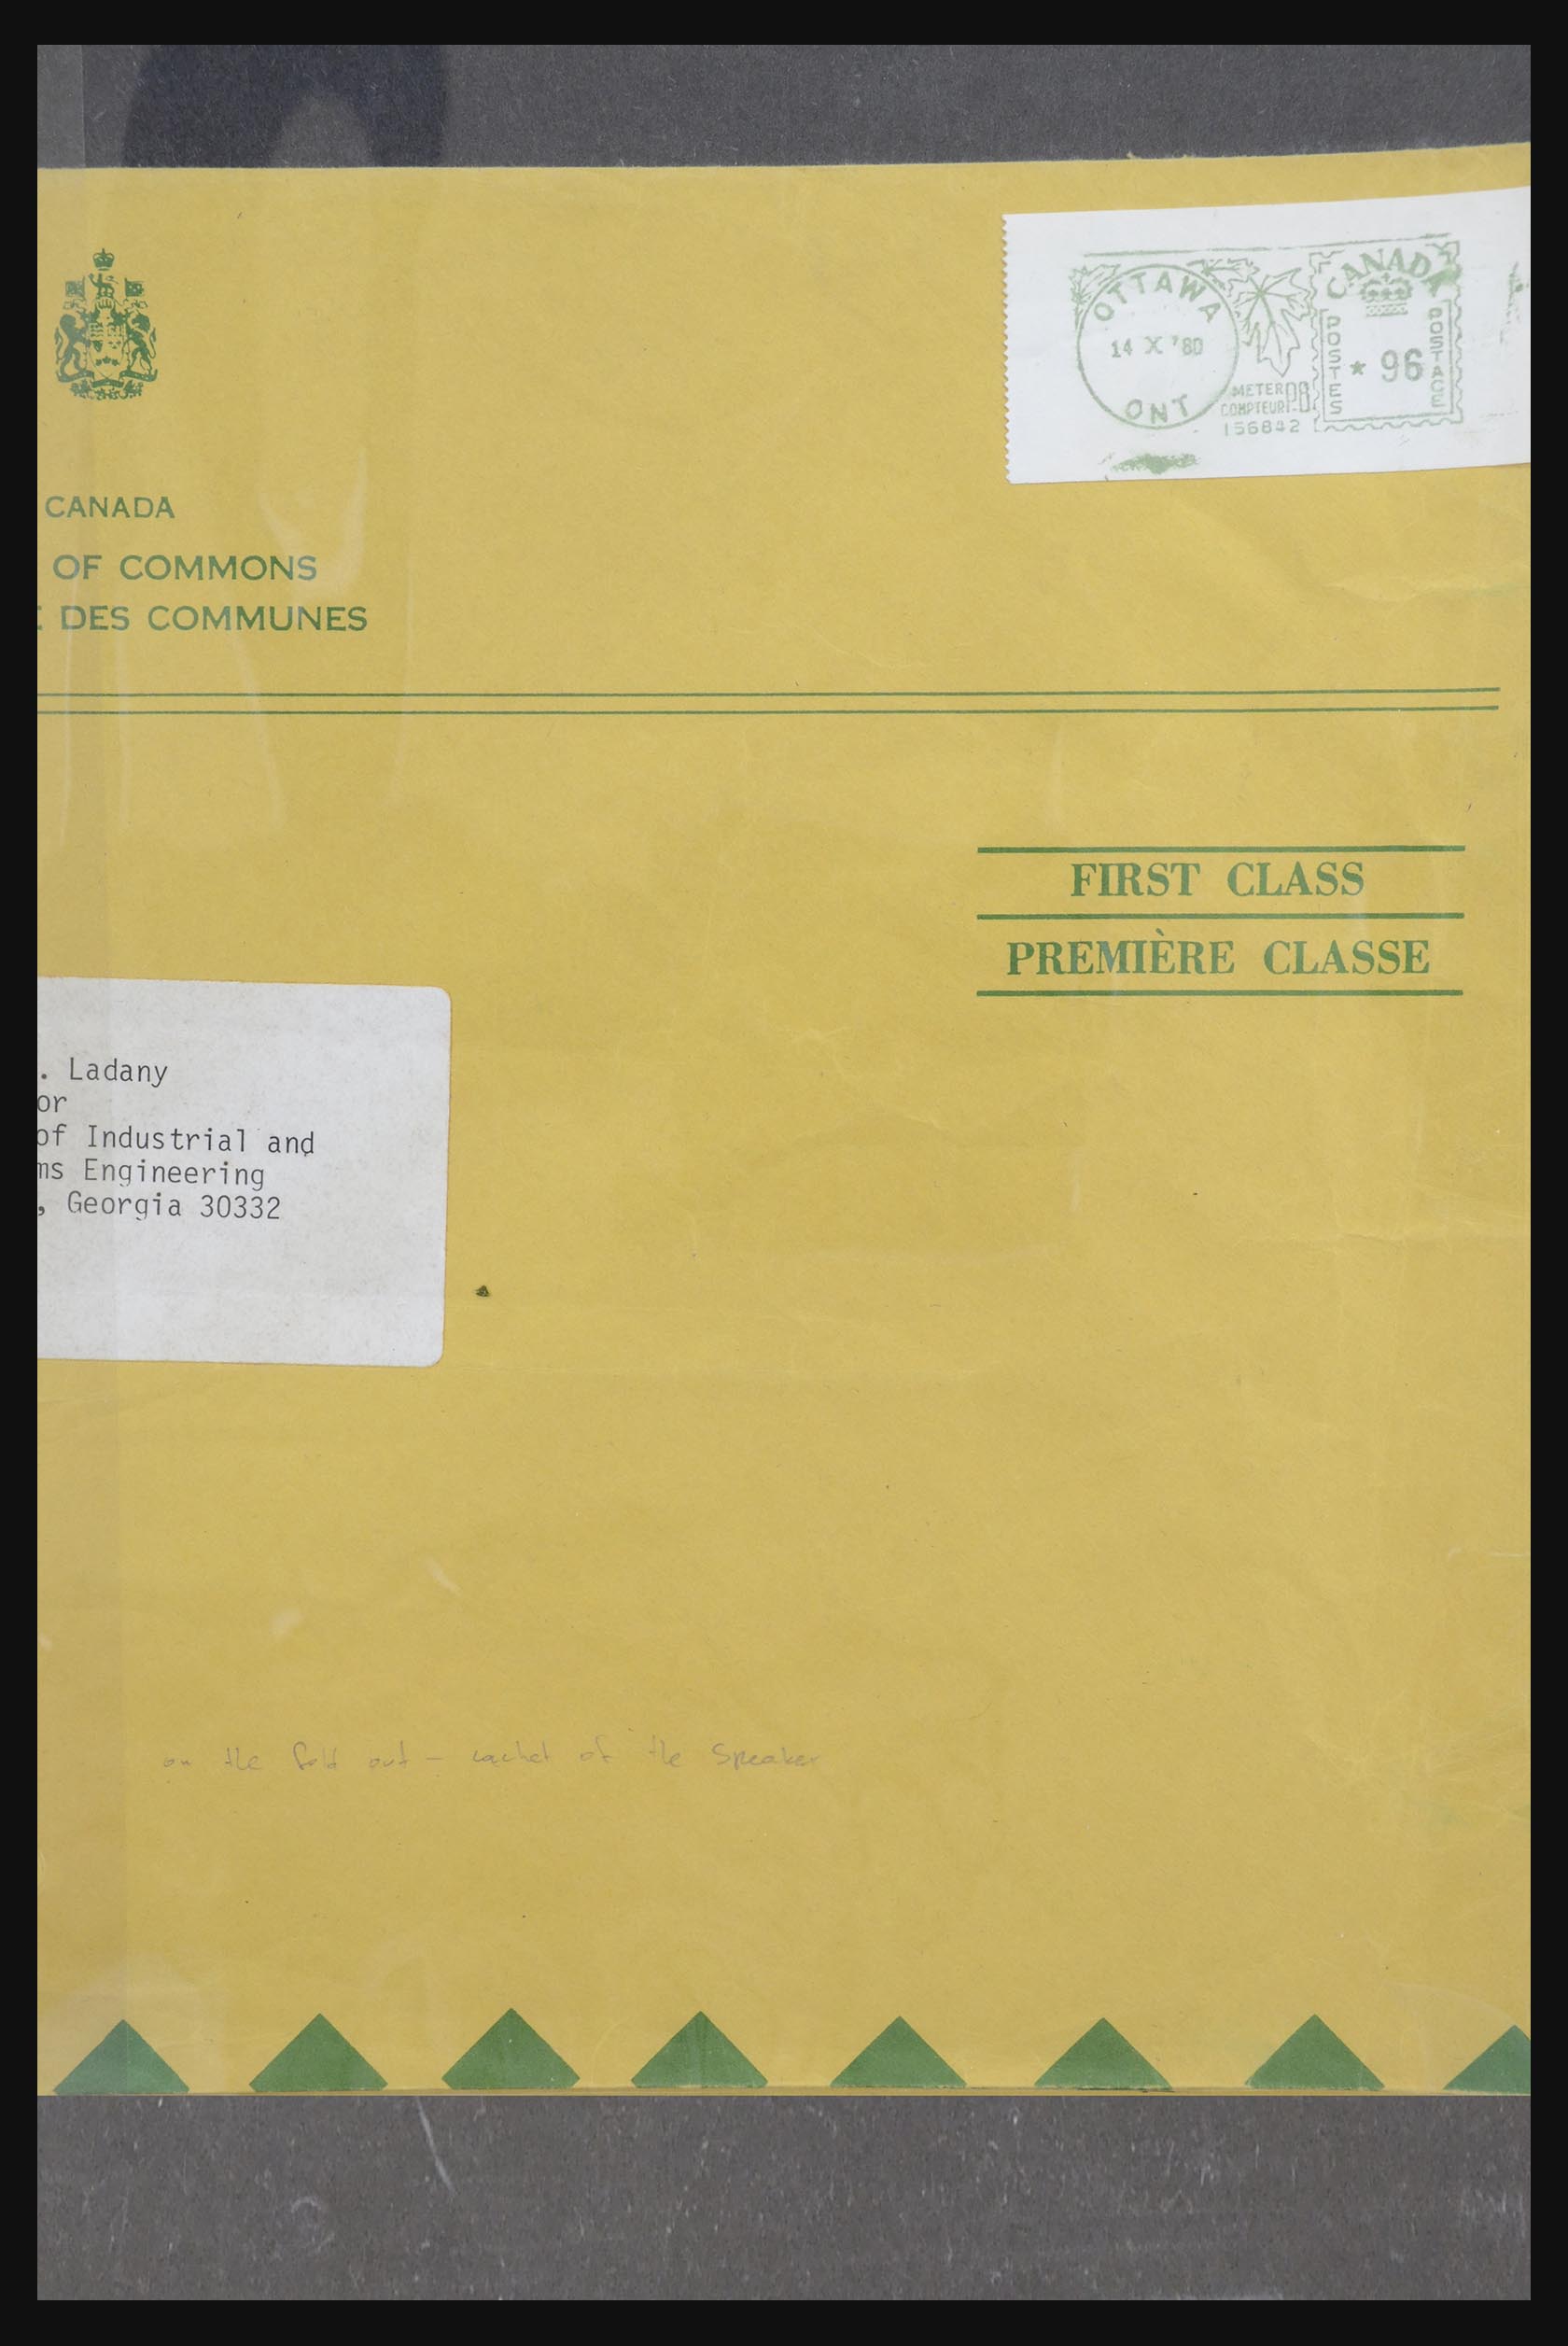 CANADA
OF COMMONS
DES COMMUNES
OTTAWA
14 X '80
ONT
METER
COMPTEUR
PB
156842
CANADA
POSTES
* 96
POSTAGE
FIRST CLASS
PREMIÈRE CLASSE
. Ladany
or
of Industrial and
ms Engineering
, Georgia 30332
on the fold out - cachet of the Speaker